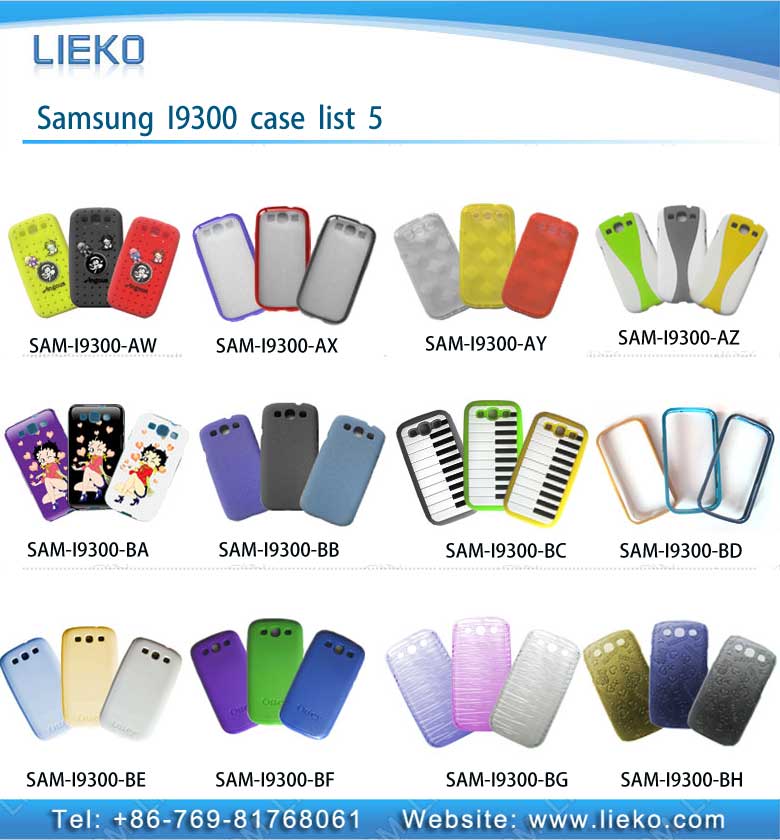 LIEKO
Samsung I9300 case list 5
SAM-I9300-AW
SAM-I9300-AX
SAM-I9300-AY
SAM-I9300-AZ
SAM-I9300-BA
SAM-I9300-BB
SAM-I9300-BC
SAM-I9300-BD
SAM-I9300-BE
SAM-I9300-BF
SAM-I9300-BG
SAM-I9300-BH
Tel: +86-769-81768061 Website: www.lieko.com